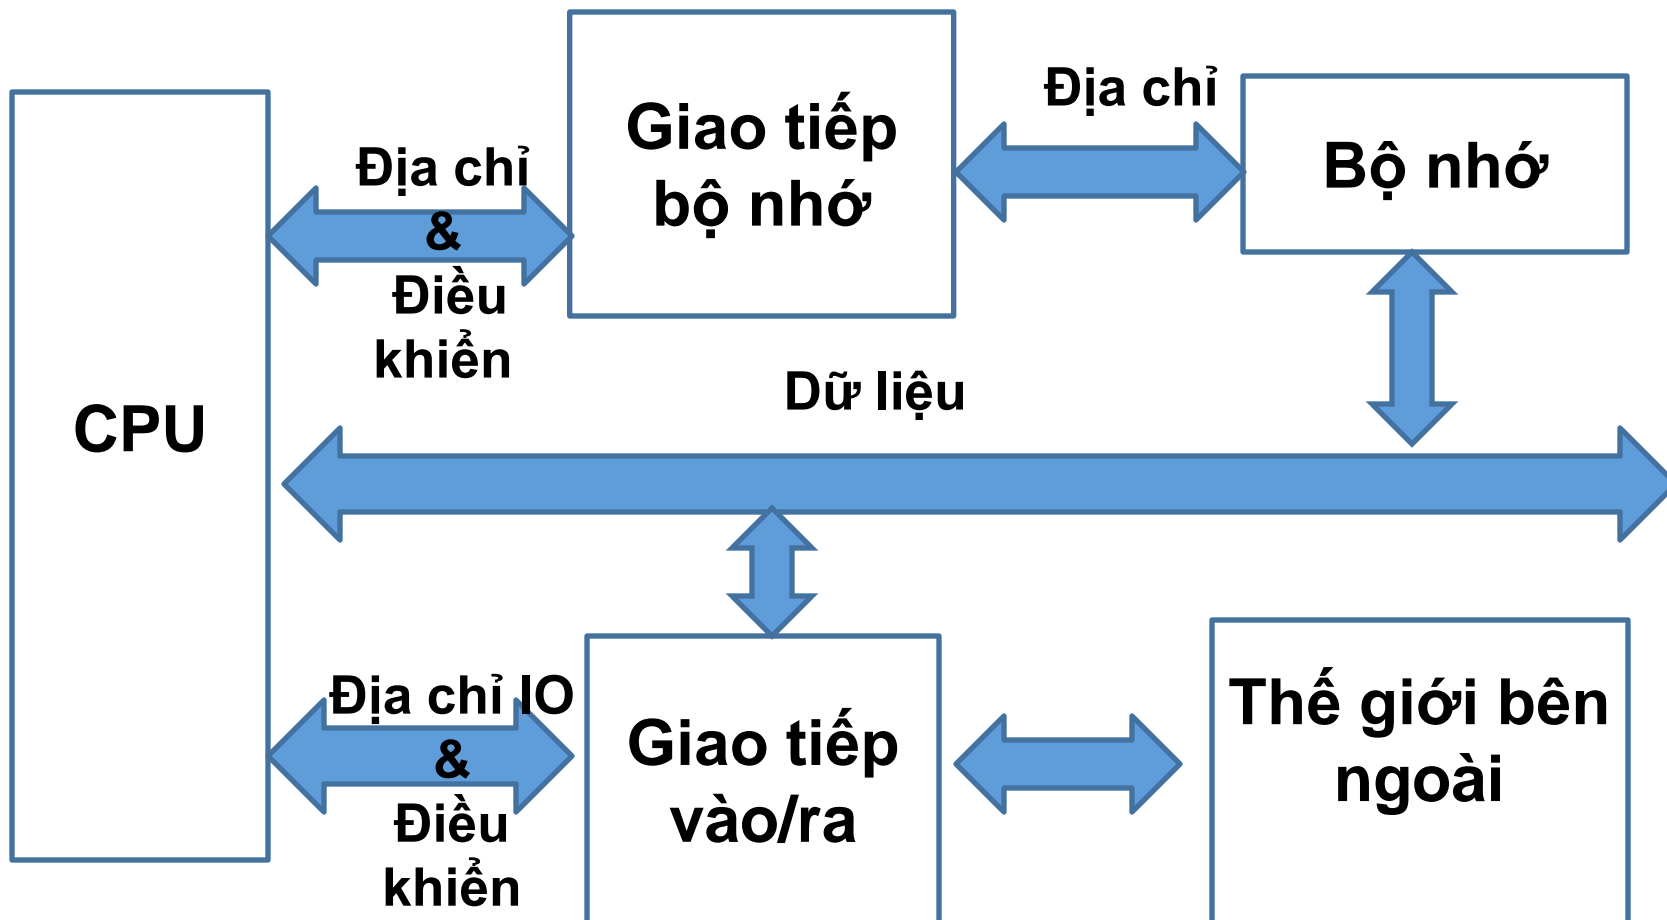 CPU
Địa chỉ
&
Điều
khiển
Giao tiếp
bộ nhớ
Địa chỉ
Bộ nhớ
Dữ liệu
Địa chỉ IO
&
Điều
khiển
Giao tiếp
vào/ra
Thế giới bên
ngoài